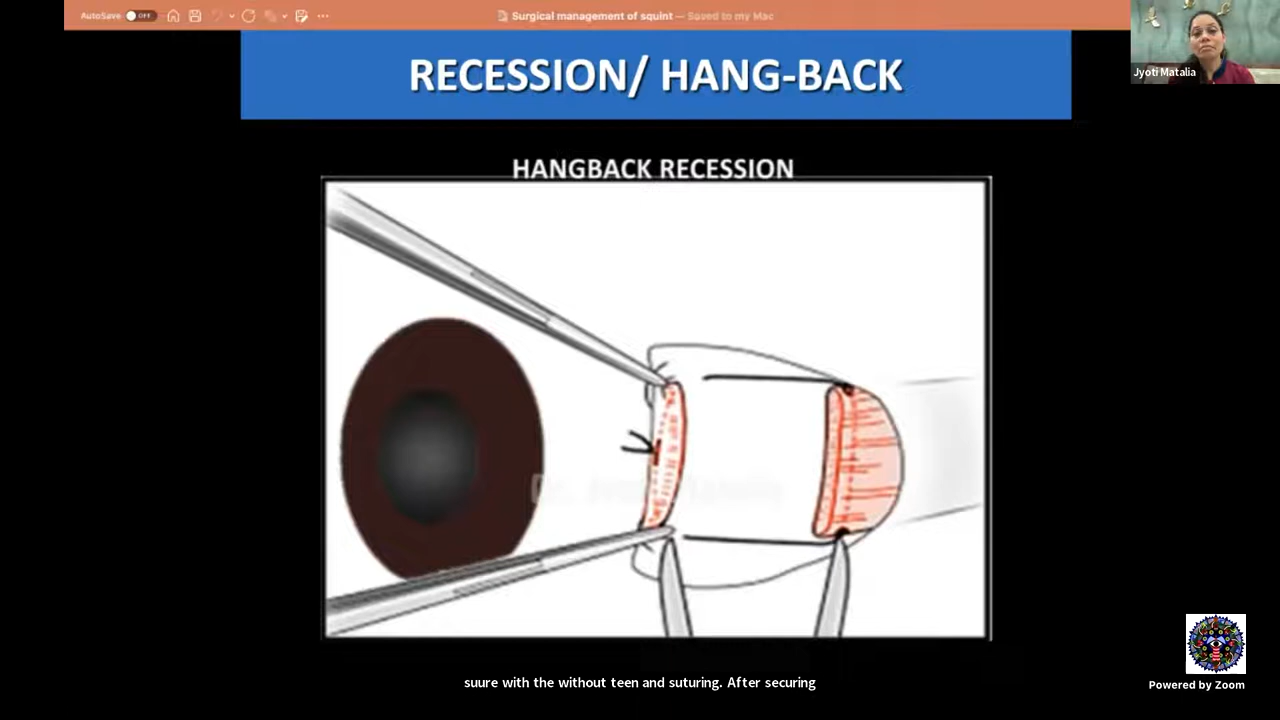 AutoSave OFF
Surgical management of squint — Saved to my Mac
Jyoti Matalia
RECESSION/ HANG-BACK
HANGBACK RECESSION
suure with the without teen and suturing. After securing
Powered by Zoom